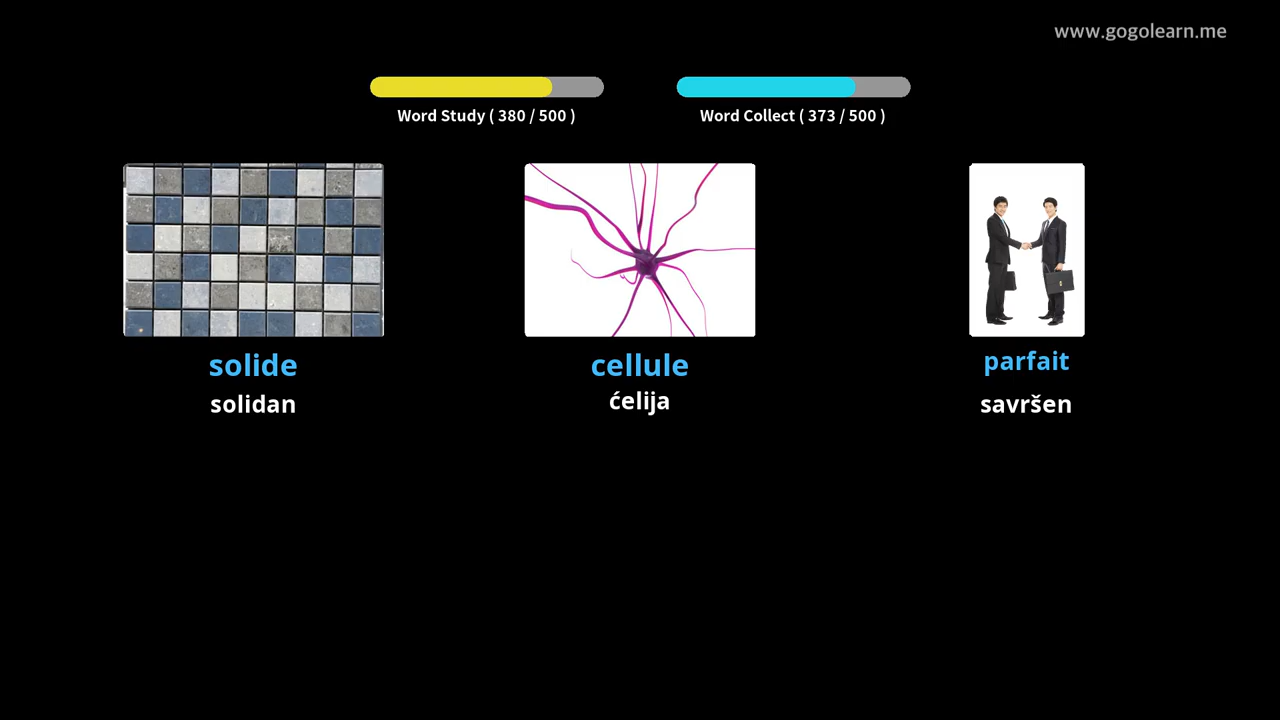 www.gogolearn.me
Word Study ( 380 / 500 )
Word Collect ( 373 / 500 )
solide
solidan
cellule
ćelija
parfait
savršen